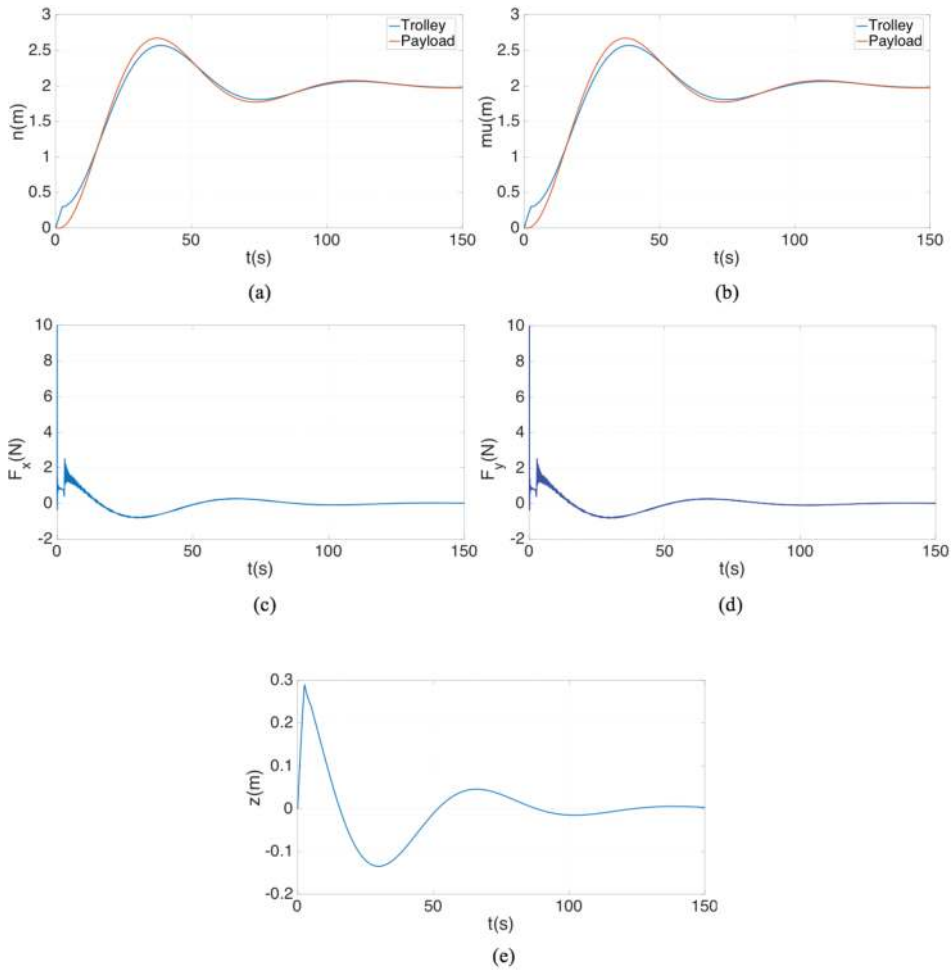 3
2.5
2
1.5
1
0.5
0
n(m)
Trolley
Payload
0 50 100 150
t(s)
(a)
3
2.5
2
1.5
1
0.5
0
mu(m)
Trolley
Payload
0 50 100 150
t(s)
(b)
10
8
6
4
2
0
-2
F_x(N)
0 50 100 150
t(s)
(c)
10
8
6
4
2
0
-2
F_y(N)
0 50 100 150
t(s)
(d)
0.3
0.2
0.1
0
-0.1
-0.2
z(m)
0 50 100 150
t(s)
(e)